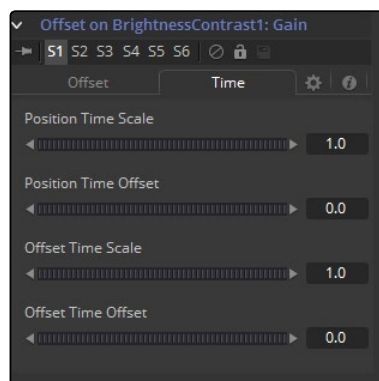 Offset on BrightnessContrast1: Gain
S1 S2 S3 S4 S5 S6
Offset Time
Position Time Scale
1.0
Position Time Offset
0.0
Offset Time Scale
1.0
Offset Time Offset
0.0